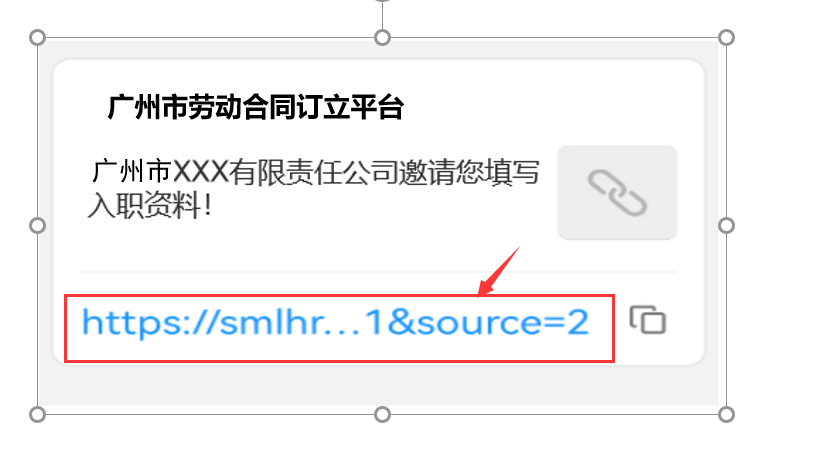 广州市劳动合同订立平台
广州市XXX有限责任公司邀请您填写
入职资料！
https://smlhr...1&source=2